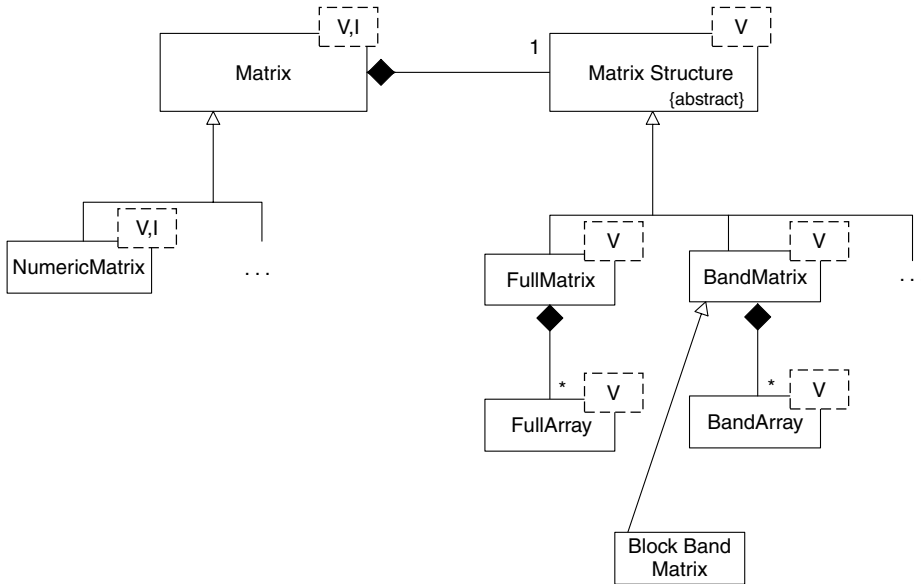 V,I
V
Matrix
1
Matrix Structure
{abstract}
V,I
V
V
NumericMatrix
. . .
FullMatrix
BandMatrix
. .
*
V
*
V
FullArray
BandArray
Block Band
Matrix